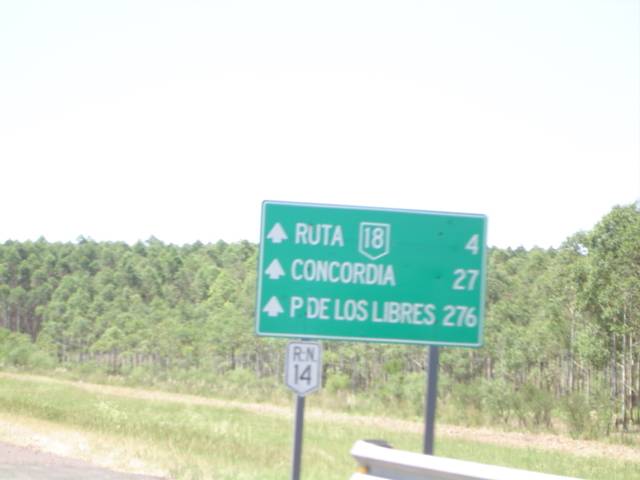 RUTA 18 4
CONCORDIA 27
P DE LOS LIBRES 276
R.N.
14